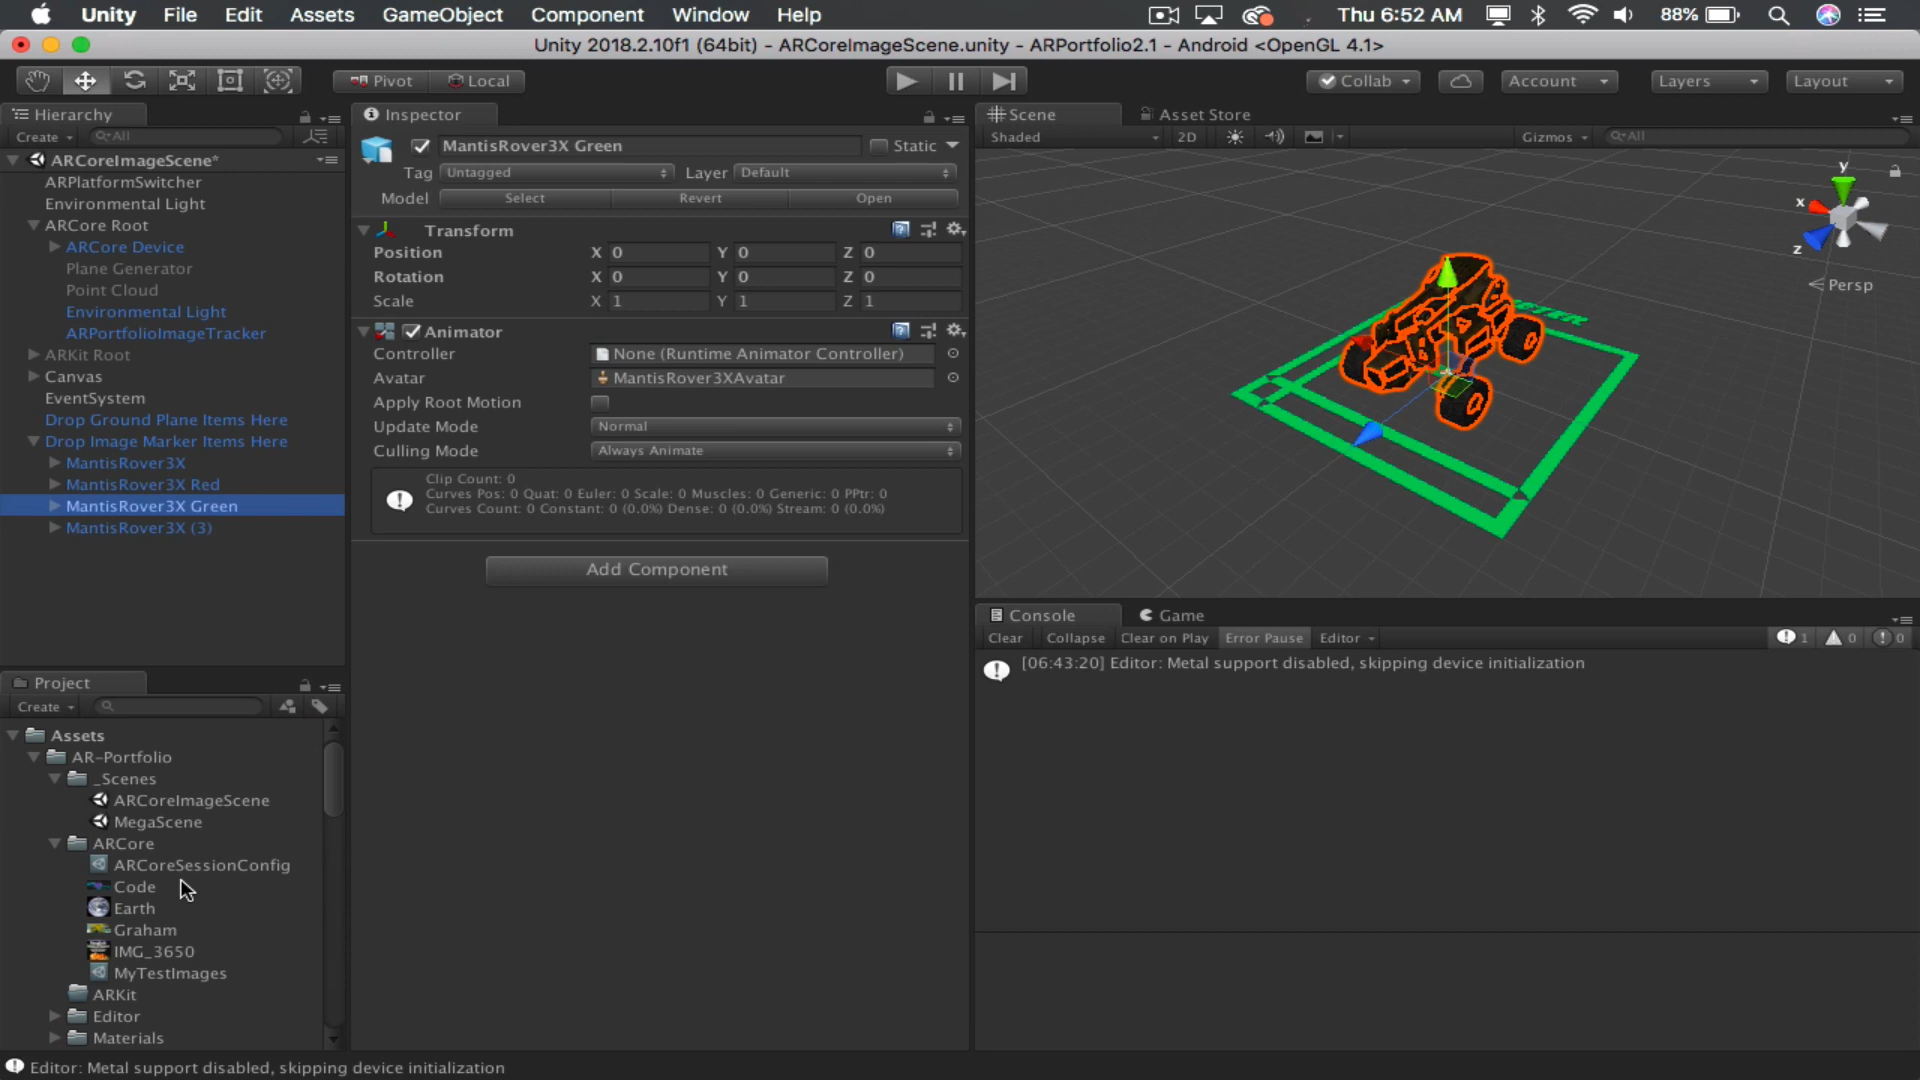 Unity File Edit Assets GameObject Component Window Help Thu 6:52 AM 88%
Unity 2018.2.10f1 (64bit) - ARCoreImageScene.unity - ARPortfolio2.1 - Android <OpenGL 4.1>
Pivot Local Collab Account Layers Layout
Hierarchy
Create All
ARCoreImageScene*
ARPlatformSwitcher
Environmental Light
ARCore Root
ARCore Device
Plane Generator
Point Cloud
Environmental Light
ARPortfolioImageTracker
ARKit Root
Canvas
EventSystem
Drop Ground Plane Items Here
Drop Image Marker Items Here
MantisRover3X
MantisRover3X Red
MantisRover3X Green
MantisRover3X (3)
Inspector
MantisRover3X Green Static
Tag Untagged Layer Default
Model Select Revert Open
Transform
Position X 0 Y 0 Z 0
Rotation X 0 Y 0 Z 0
Scale X 1 Y 1 Z 1
Animator
Controller None (Runtime Animator Controller)
Avatar MantisRover3XAvatar
Apply Root Motion
Update Mode Normal
Culling Mode Always Animate
Clip Count: 0
Curves Pos: 0 Quat: 0 Euler: 0 Scale: 0 Muscles: 0 Generic: 0 PPtr: 0
Curves Count: 0 Constant: 0 (0.0%) Dense: 0 (0.0%) Stream: 0 (0.0%)
Add Component
Scene Asset Store
Shaded 2D Gizmos All
y
x
z
Persp
Console Game
Clear Collapse Clear on Play Error Pause Editor 1 0 0
[06:43:20] Editor: Metal support disabled, skipping device initialization
Project
Create
Assets
AR-Portfolio
_Scenes
ARCoreImageScene
MegaScene
ARCore
ARCoreSessionConfig
Code
Earth
Graham
IMG_3650
MyTestImages
ARKit
Editor
Materials
Editor: Metal support disabled, skipping device initialization